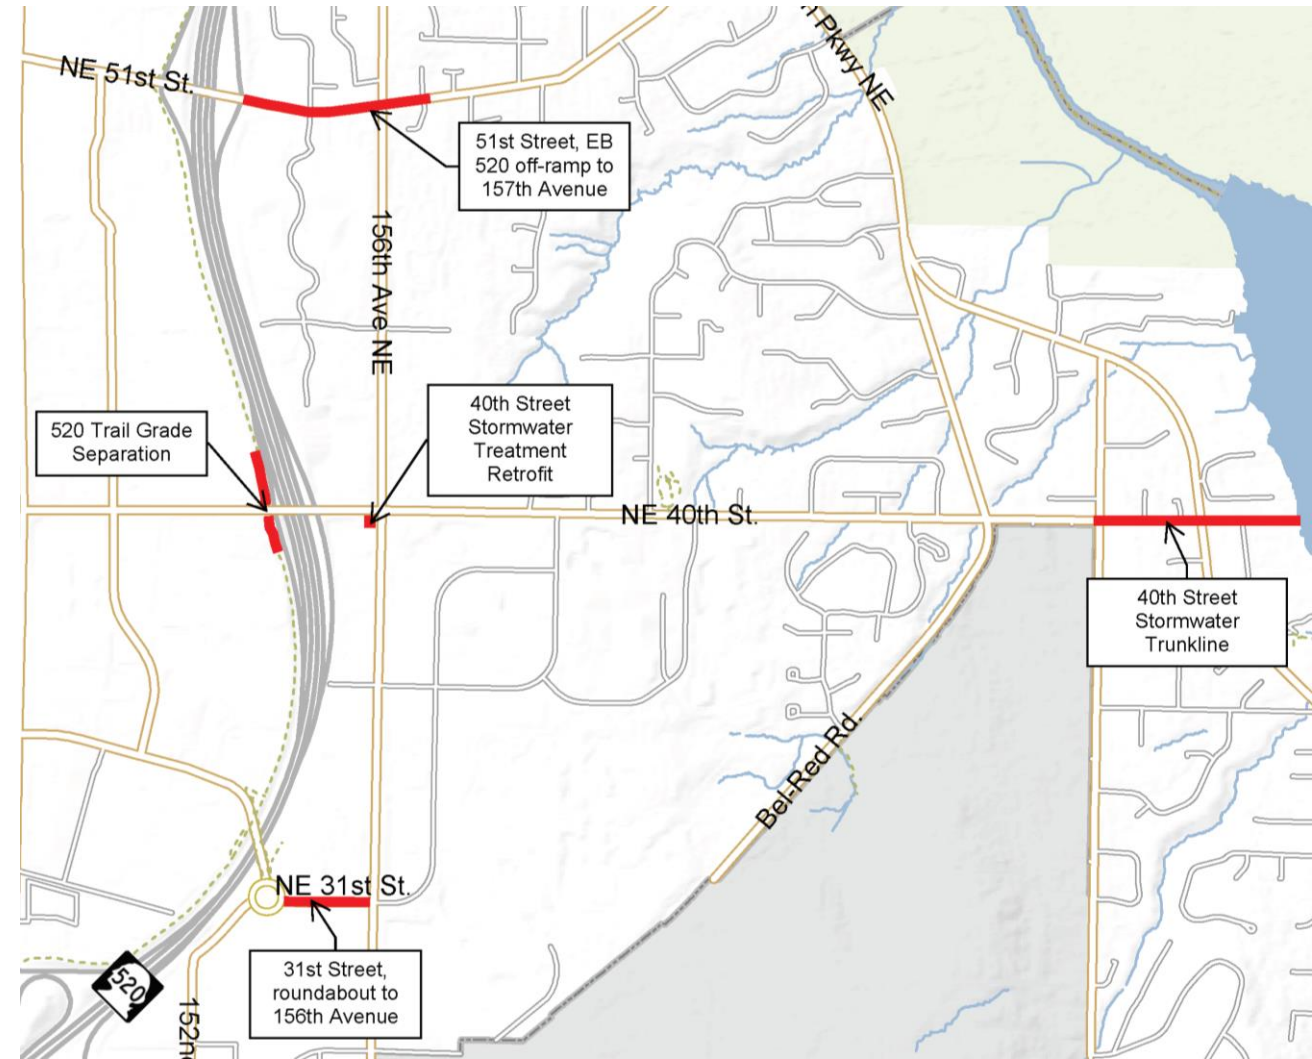 NE 51st St.
Pkwy NE
51st Street, EB
520 off-ramp to
157th Avenue
156th Ave NE
520 Trail Grade
Separation
40th Street
Stormwater
Treatment
Retrofit
NE 40th St.
40th Street
Stormwater
Trunkline
Bel-Red Rd.
NE 31st St.
31st Street,
roundabout to
156th Avenue
520